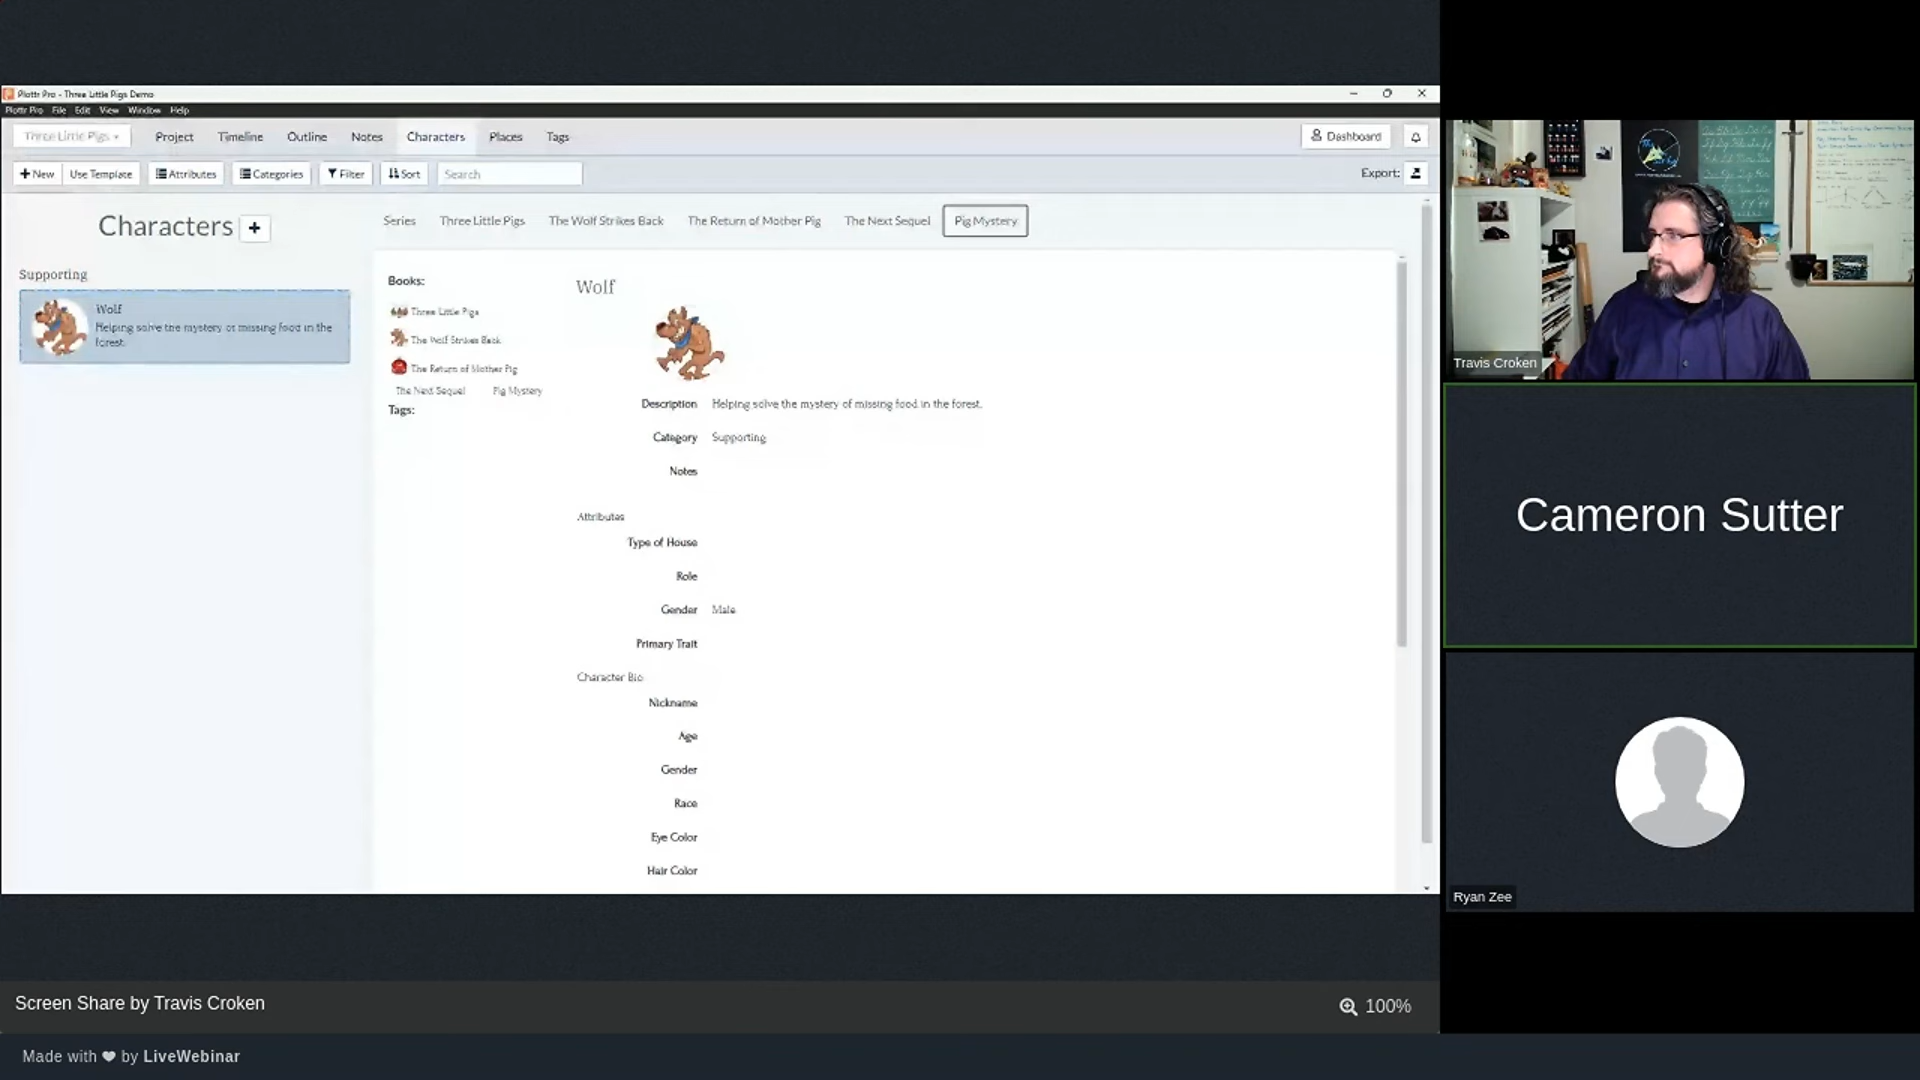 Plottr Pro - Three Little Pigs Demo
Plottr Pro File Edit View Window Help
Three Little Pigs Project Timeline Outline Notes Characters Places Tags Dashboard
New Use Template Attributes Categories Filter Sort Search Export:
Characters
Series Three Little Pigs The Wolf Strikes Back The Return of Mother Pig The Next Sequel Pig Mystery
Supporting
Wolf
Helping solve the mystery of missing food in the
forest.
Books:
Three Little Pigs
The Wolf Strikes Back
The Return of Mother Pig
The Next Sequel Pig Mystery
Tags:
Wolf
Description Helping solve the mystery of missing food in the forest.
Category Supporting
Notes
Attributes
Type of House
Role
Gender Male
Primary Trait
Character Bio
Nickname
Age
Gender
Race
Eye Color
Hair Color
Travis Croken
Cameron Sutter
Ryan Zee
Screen Share by Travis Croken
100%
Made with ❤ by LiveWebinar